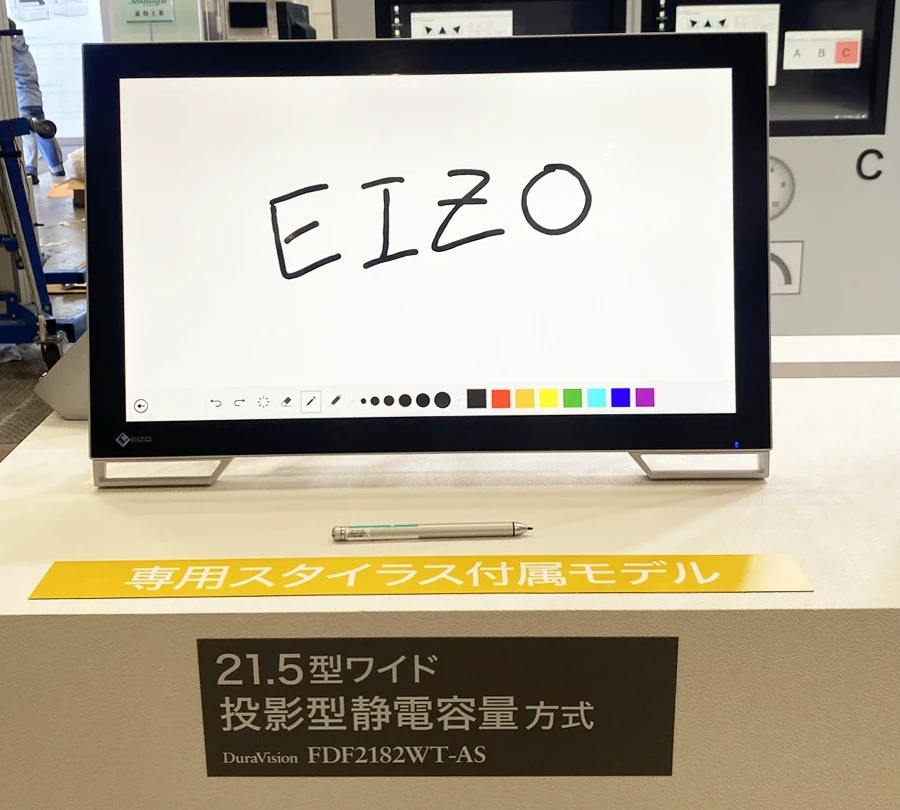 A B C
C
EIZO
EIZO
専用スタイラス付属モデル
21.5型ワイド
投影型静電容量方式
DuraVision FDF2182WT-AS